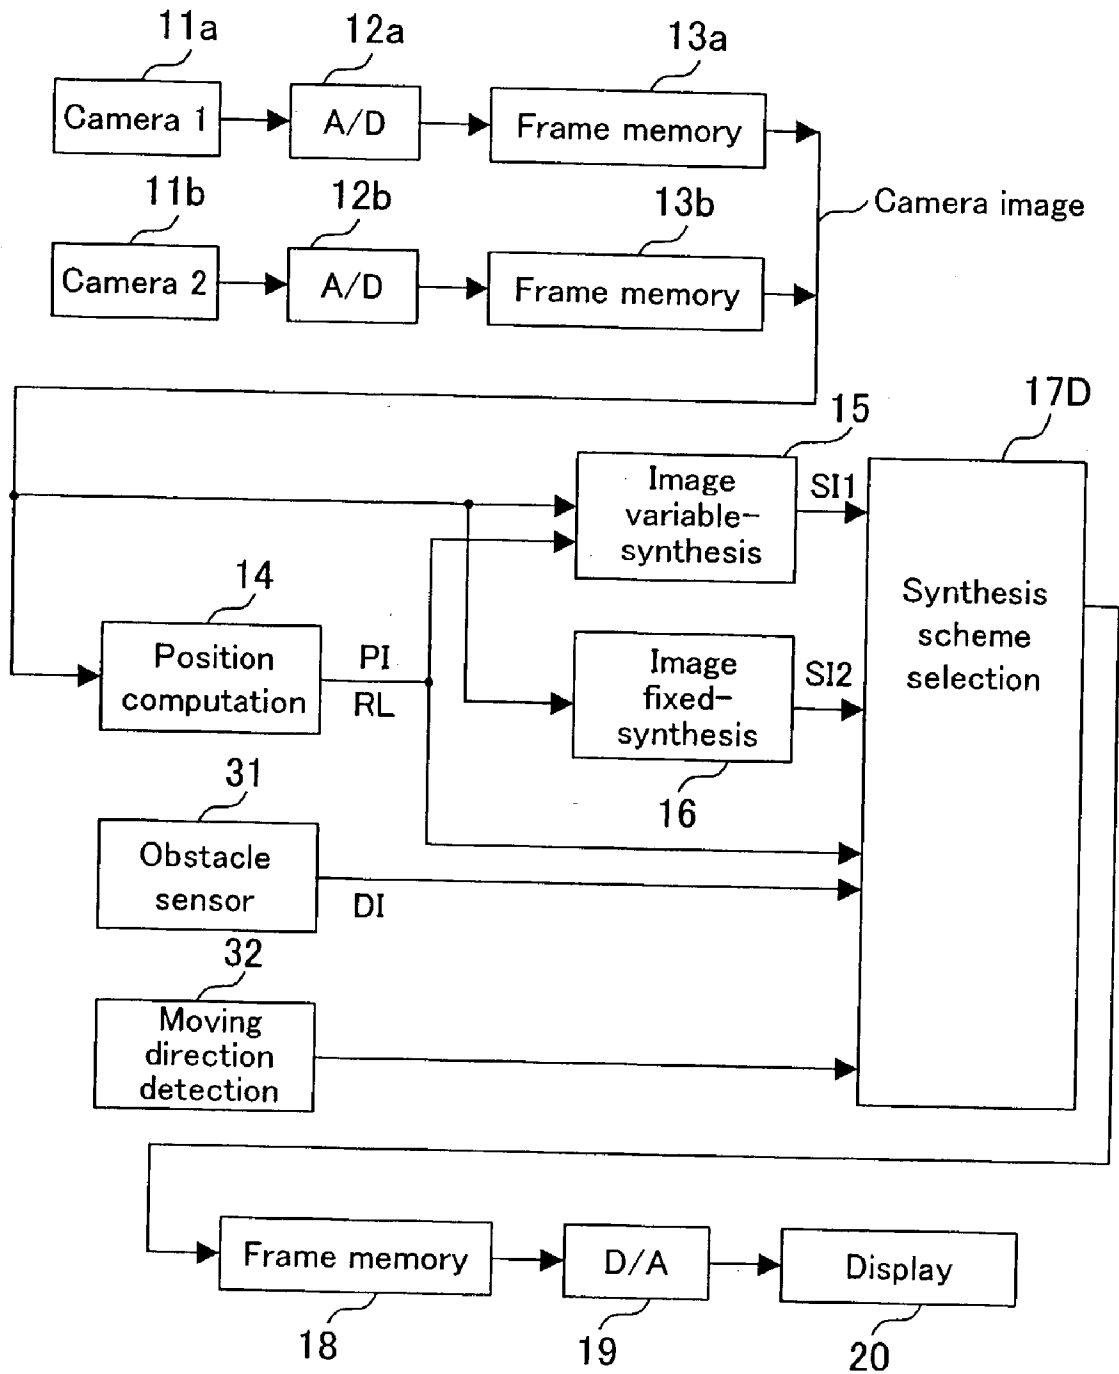 11a
12a
13a
Camera 1
A/D
Frame memory
11b
12b
13b
Camera image
Camera 2
A/D
Frame memory
15
17D
Image
variable-
synthesis
SI1
14
Synthesis
scheme
selection
Position
computation
PI
RL
Image
fixed-
synthesis
SI2
16
31
Obstacle
sensor
DI
32
Moving
direction
detection
Frame memory
D/A
Display
18
19
20